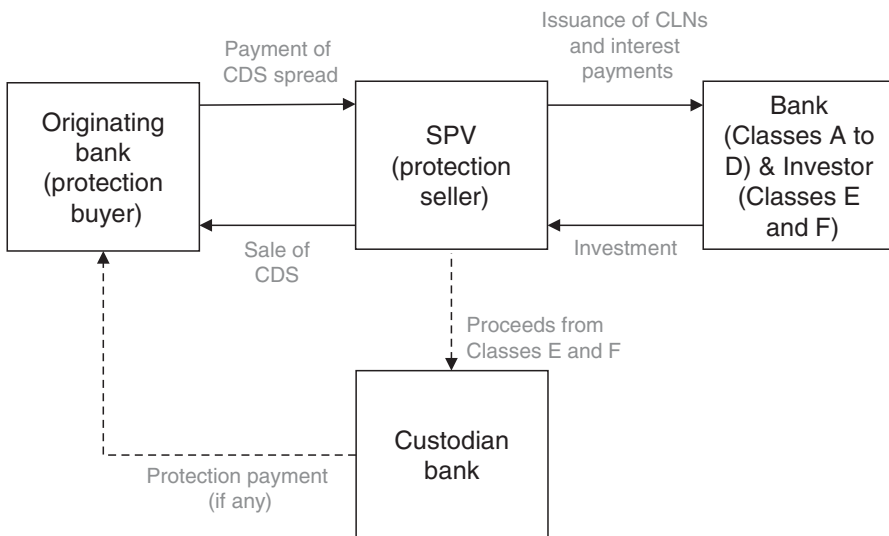 Payment of
CDS spread
Issuance of CLNs
and interest
payments
Originating
bank
(protection
buyer)
SPV
(protection
seller)
Bank
(Classes A to
D) & Investor
(Classes E
and F)
Sale of
CDS
Investment
Proceeds from
Classes E and F
Custodian
bank
Protection payment
(if any)